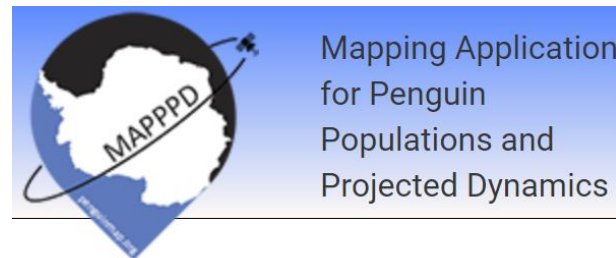 MAPPPD
Mapping Application
for Penguin
Populations and
Projected Dynamics